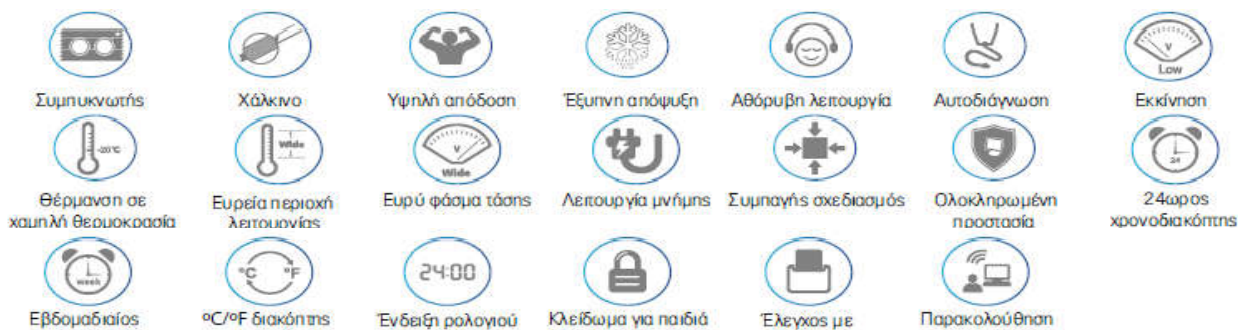 V
Low
Συμπυκνωτής Χάλκινο Υψηλή απόδοση Έξυπνη απόψυξη Αθόρυβη λειτουργία Αυτοδιάγνωση Εκκίνηση
-20°C Wide V Wide 24
Θέρμανση σε χαμηλή θερμοκρασία
Ευρεία περιοχή λειτουργίας
Ευρύ φάσμα τάσης
Λειτουργία μνήμης
Συμπαγής σχεδιασμός
Ολοκληρωμένη προστασία
24ωρος χρονοδιακόπτης
week °C °F 24:00
Εβδομαδιαίος °C/°F διακόπτης Ένδειξη ρολογιού Κλείδωμα για παιδιά Έλεγχος με Παρακολούθηση